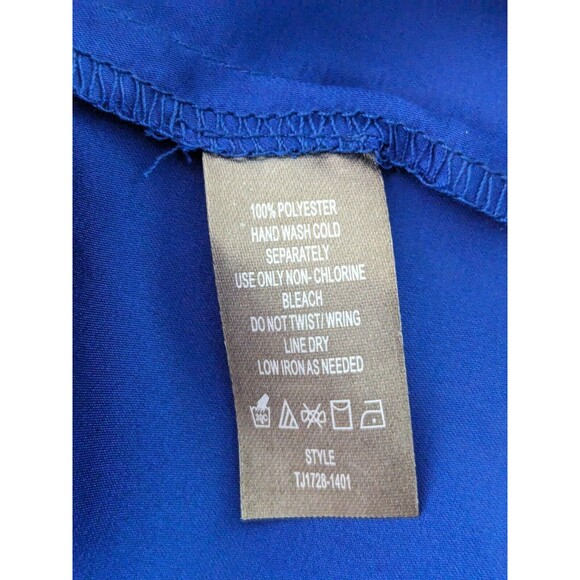 100% POLYESTER
HAND WASH COLD
SEPARATELY
USE ONLY NON- CHLORINE
BLEACH
DO NOT TWIST/ WRING
LINE DRY
LOW IRON AS NEEDED
STYLE
TJ1728-1401